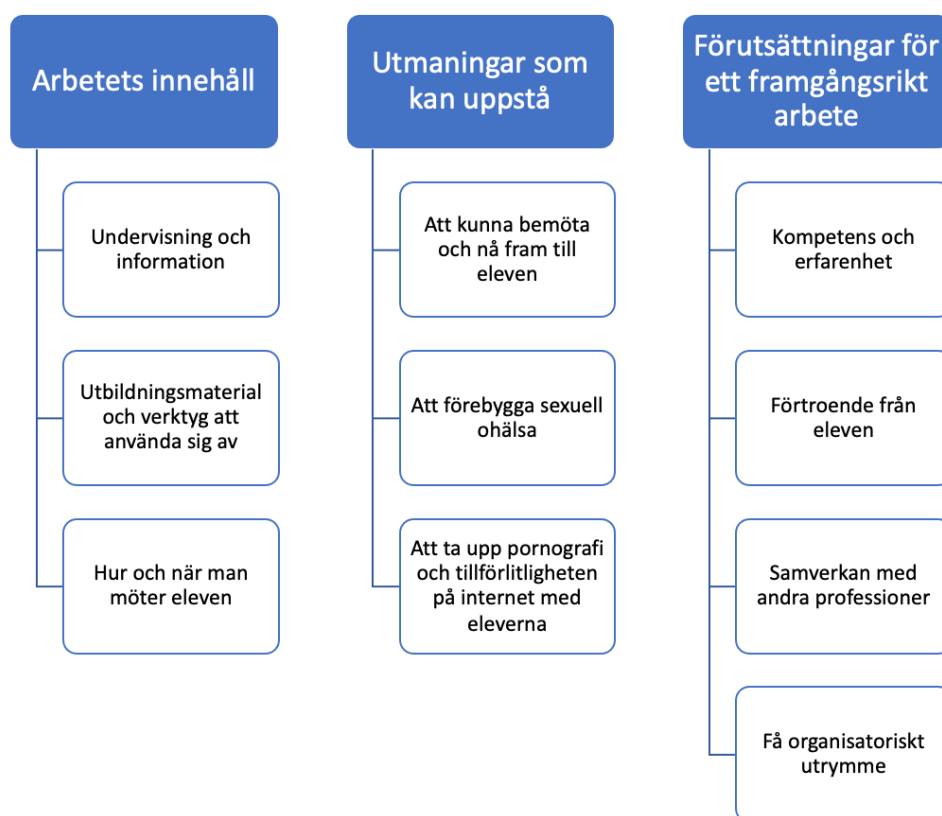 Arbetets innehåll
Undervisning och
information
Utbildningsmaterial
och verktyg att
använda sig av
Hur och när man
möter eleven
Utmaningar som
kan uppstå
Att kunna bemöta
och nå fram till
eleven
Att förebygga sexuell
ohälsa
Att ta upp pornografi
och tillförlitligheten
på internet med
eleverna
Förutsättningar för
ett framgångsrikt
arbete
Kompetens och
erfarenhet
Förtroende från
eleven
Samverkan med
andra professioner
Få organisatoriskt
utrymme